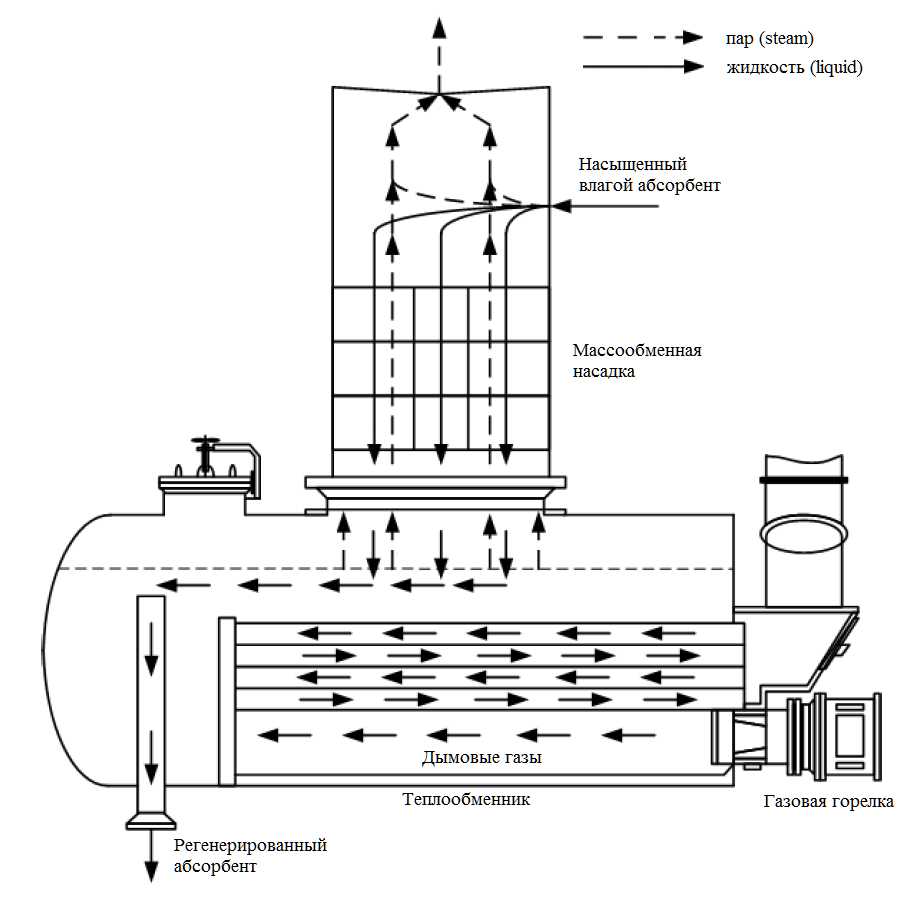 пар (steam)
жидкость (liquid)
Насыщенный
влагой абсорбент
Массообменная
насадка
Дымовые газы
Теплообменник
Газовая горелка
Регенерированный
абсорбент